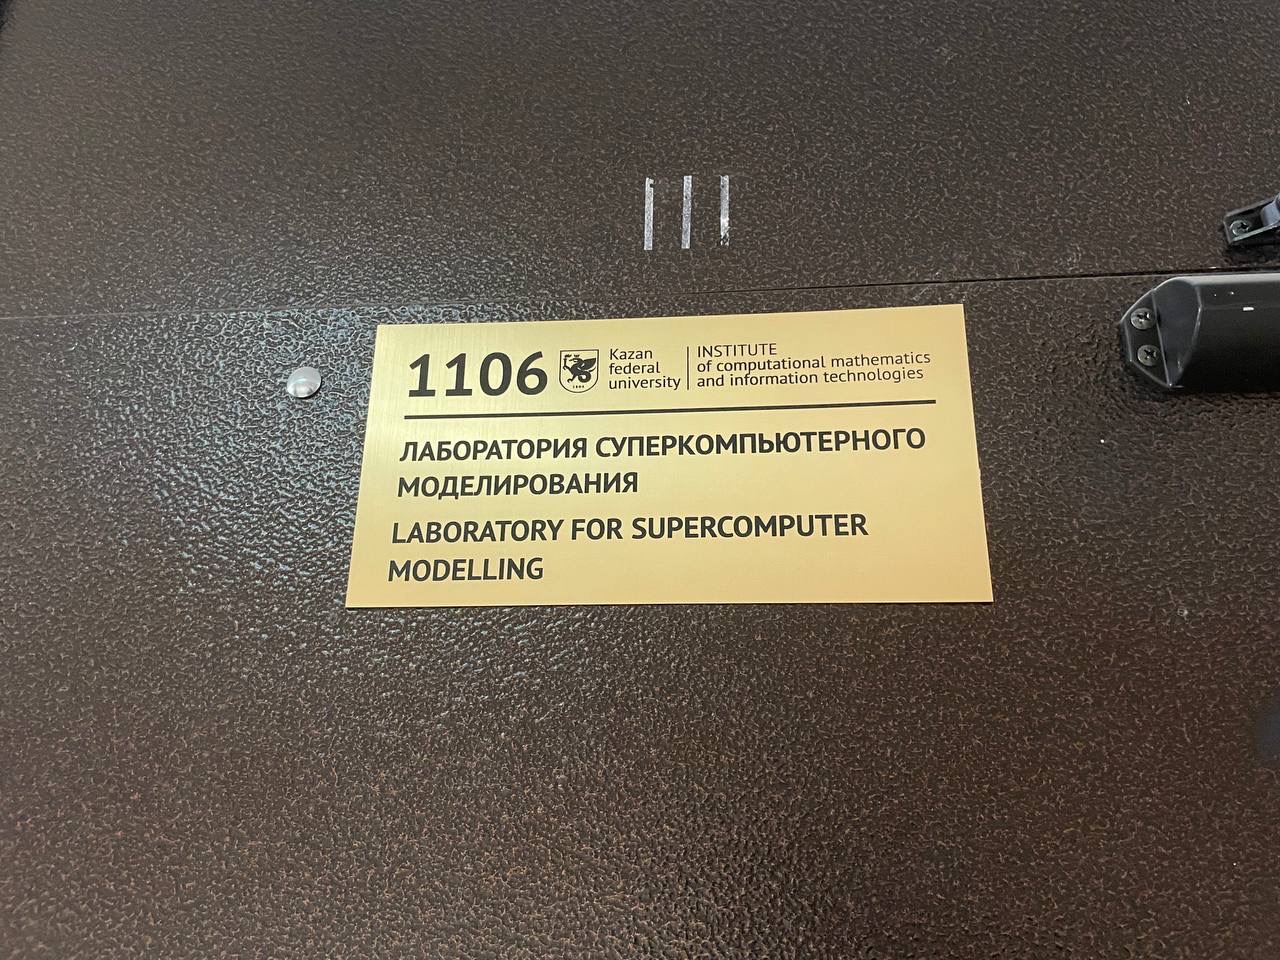 1106
Kazan
federal
university
INSTITUTE
of computational mathematics
and information technologies
ЛАБОРАТОРИЯ СУПЕРКОМПЬЮТЕРНОГО
МОДЕЛИРОВАНИЯ
LABORATORY FOR SUPERCOMPUTER
MODELLING